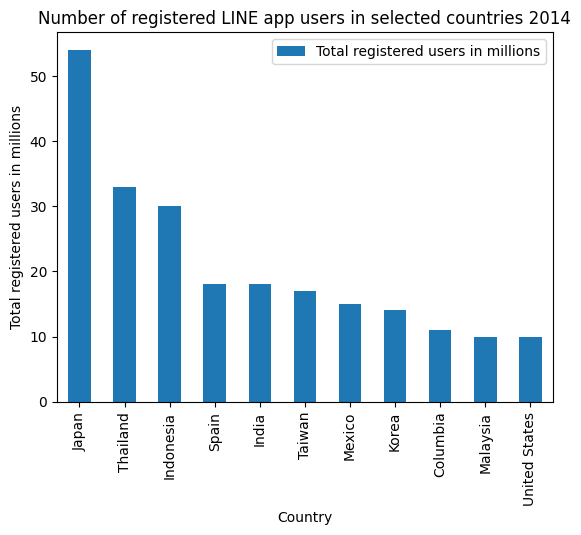 Number of registered LINE app users in selected countries 2014
Total registered users in millions
Total registered users in millions
50
40
30
20
10
0
Japan
Thailand
Indonesia
Spain
India
Taiwan
Mexico
Korea
Columbia
Malaysia
United States
Country